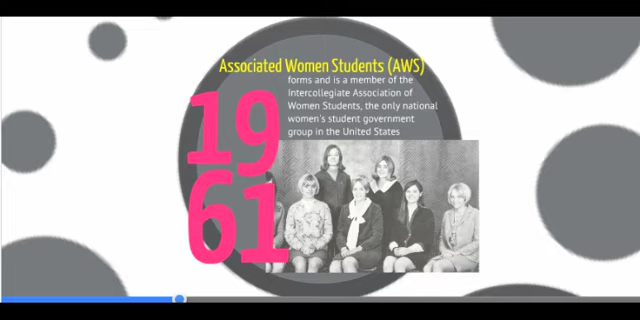 Associated Women Students (AWS)
forms and is a member of the
Intercollegiate Association of
Women Students, the only national
women's student government
group in the United States
19
61